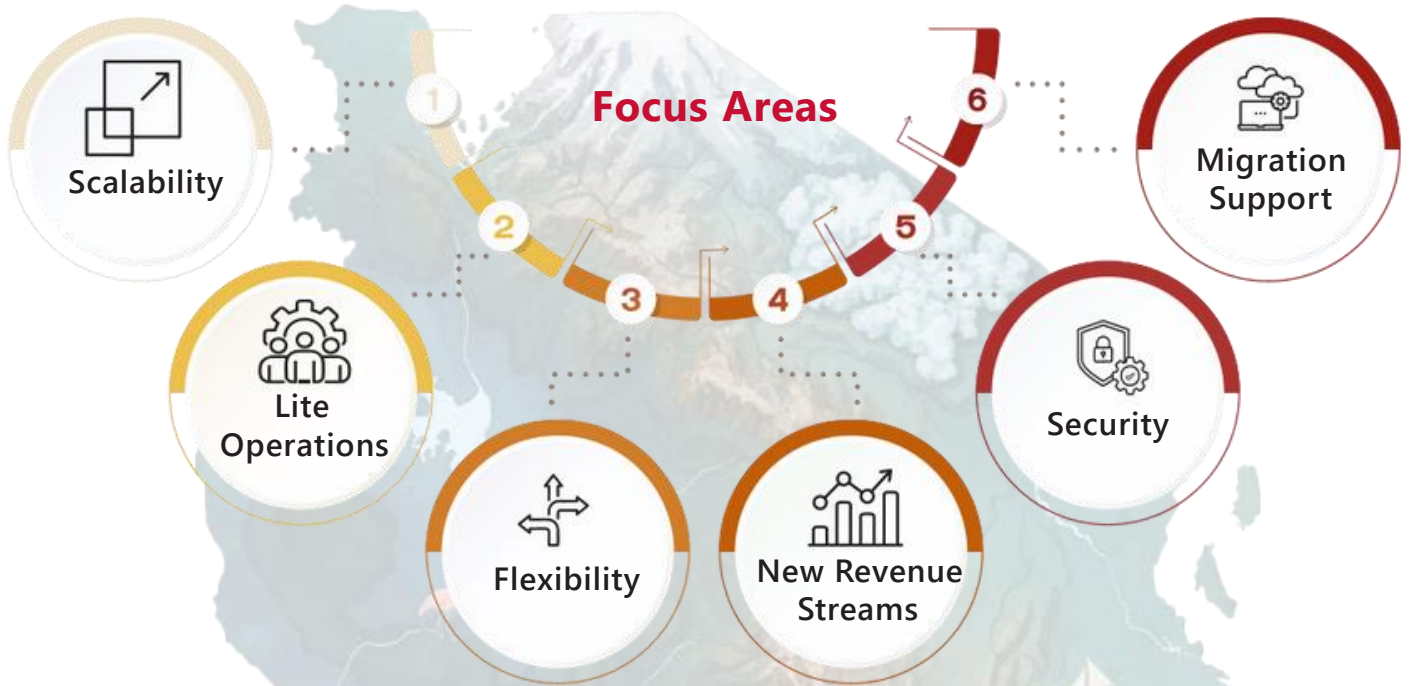 Focus Areas
1
Scalability
2
Lite
Operations
3
Flexibility
4
New Revenue
Streams
5
Security
6
Migration
Support